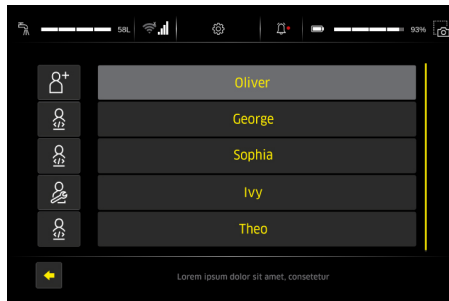 58L 93%
Oliver
George
Sophia
Ivy
Theo
Lorem ipsum dolor sit amet, consetetur